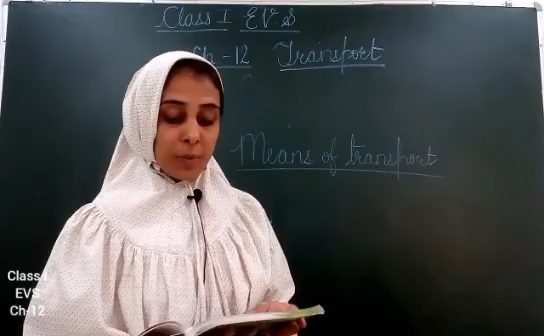 Class I EVS
Ch-12 Transport
Means of transport
Class I
EVS
Ch-12